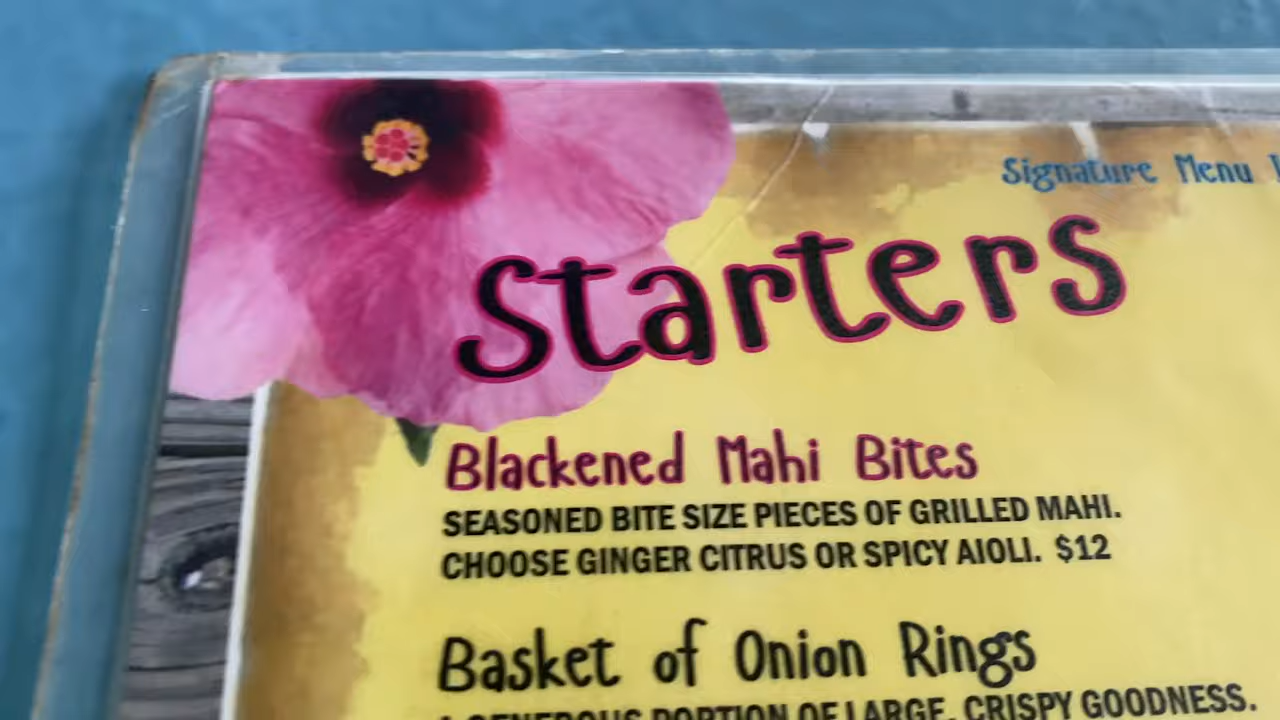 Signature Menu
Starters
Blackened Mahi Bites
SEASONED BITE SIZE PIECES OF GRILLED MAHI.
CHOOSE GINGER CITRUS OR SPICY AIOLI. $12
Basket of Onion Rings
A GENEROUS PORTION OF LARGE, CRISPY GOODNESS.